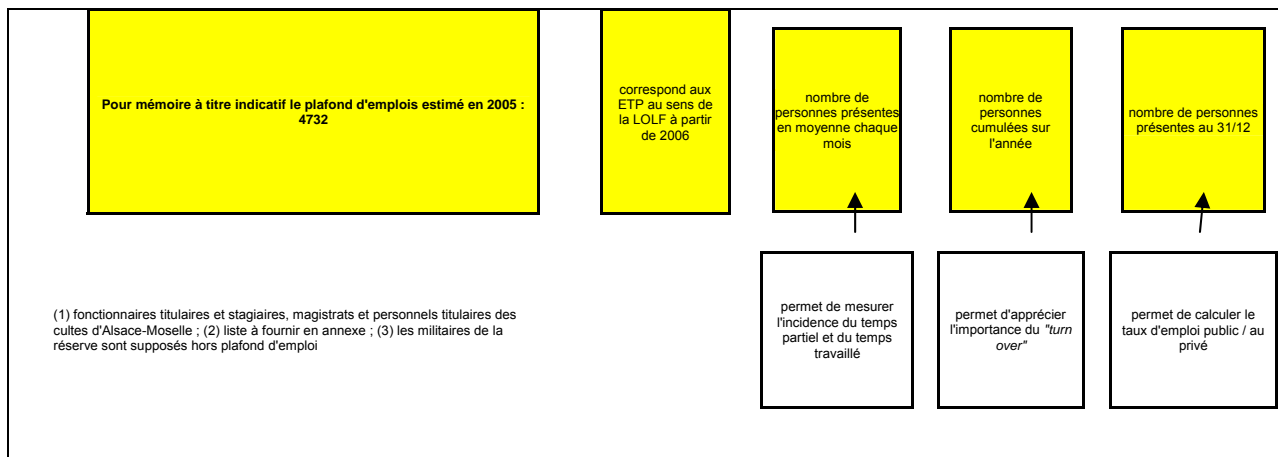 Pour mémoire à titre indicatif le plafond d'emplois estimé en 2005 :
4732
correspond aux
ETP au sens de
la LOLF à partir
de 2006
nombre de
personnes présentes
en moyenne chaque
mois
nombre de
personnes
cumulées sur
l'année
nombre de personnes
présentes au 31/12
(1) fonctionnaires titulaires et stagiaires, magistrats et personnels titulaires des
cultes d'Alsace-Moselle ; (2) liste à fournir en annexe ; (3) les militaires de la
réserve sont supposés hors plafond d'emploi
permet de mesurer
l'incidence du temps
partiel et du temps
travaillé
permet d'apprécier
l'importance du "turn
over"
permet de calculer le
taux d'emploi public / au
privé